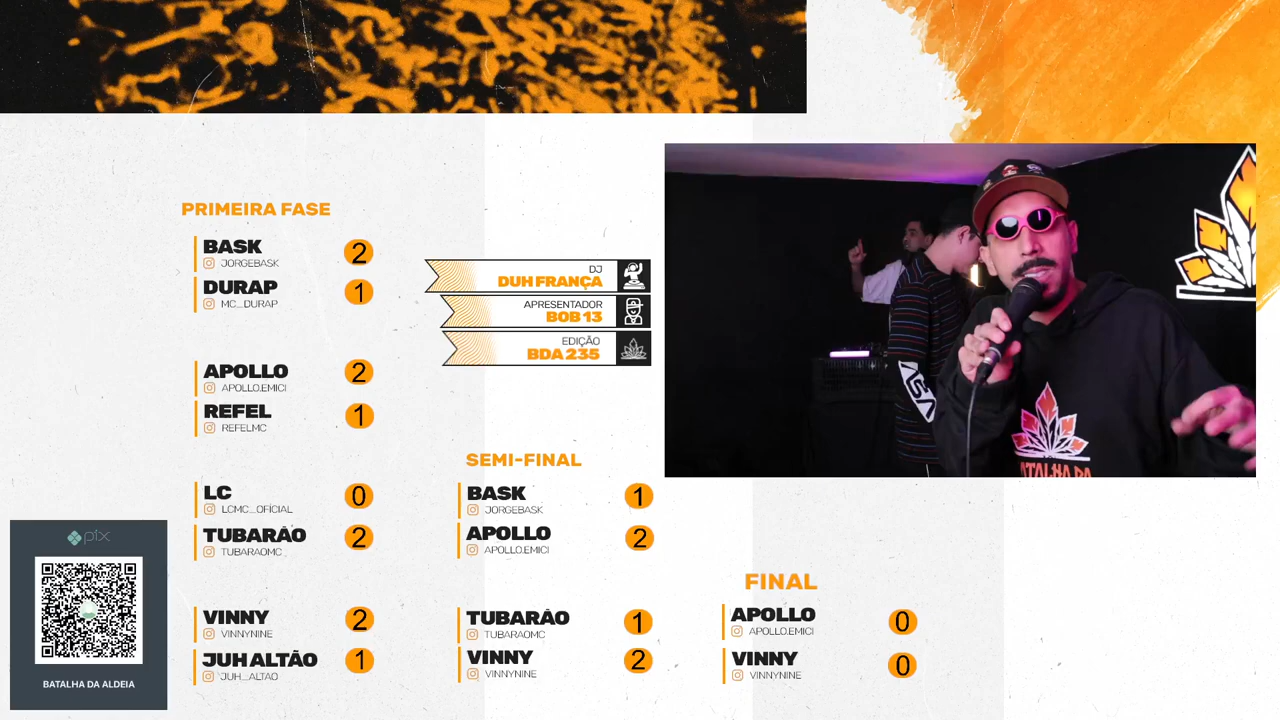 PRIMEIRA FASE
BASK 2
JORGEBASK
DURAP 1
MC_DURAP
APOLLO 2
APOLLO.EMICI
REFEL 1
REFELMC
LC 0
LCMC_OFICIAL
TUBARÃO 2
TUBARAOMC_
VINNY 2
VINNYNINE
JUH ALTÃO 1
JUH_ALTAO
DJ
DUH FRANÇA
APRESENTADOR
BOB 13
EDIÇÃO
BDA 235
SEMI-FINAL
BASK 1
JORGEBASK
APOLLO 2
APOLLO.EMICI
TUBARÃO 1
TUBARAOMC
VINNY 2
VINNYNINE
FINAL
APOLLO 0
APOLLO.EMICI
VINNY 0
VINNYNINE
pix
BATALHA DA ALDEIA
BATALHA DA